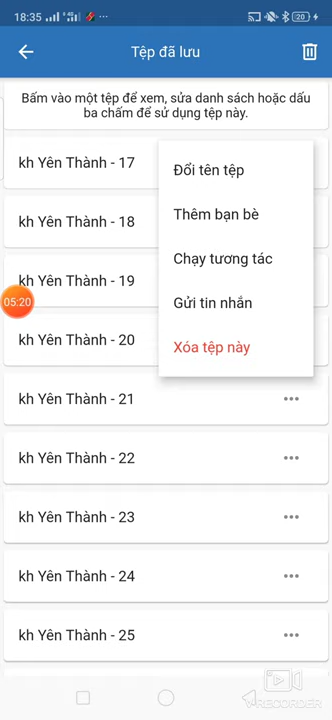 18:35
20
Tệp đã lưu
Bấm vào một tệp để xem, sửa danh sách hoặc dấu
ba chấm để sử dụng tệp này.
kh Yên Thành - 17
Đổi tên tệp
Thêm bạn bè
kh Yên Thành - 18
Chạy tương tác
kh Yên Thành - 19
05:20
Gửi tin nhắn
kh Yên Thành - 20
Xóa tệp này
kh Yên Thành - 21
kh Yên Thành - 22
kh Yên Thành - 23
kh Yên Thành - 24
kh Yên Thành - 25
RECORDER